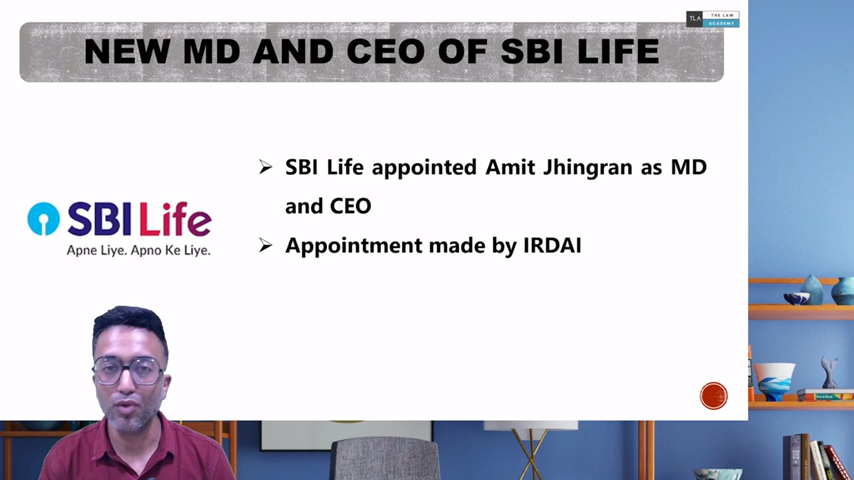 TLA THE LAW
ACADEMY
NEW MD AND CEO OF SBI LIFE
➢ SBI Life appointed Amit Jhingran as MD
and CEO
➢ Appointment made by IRDAI
SBI Life
Apne Liye. Apno Ke Liye.